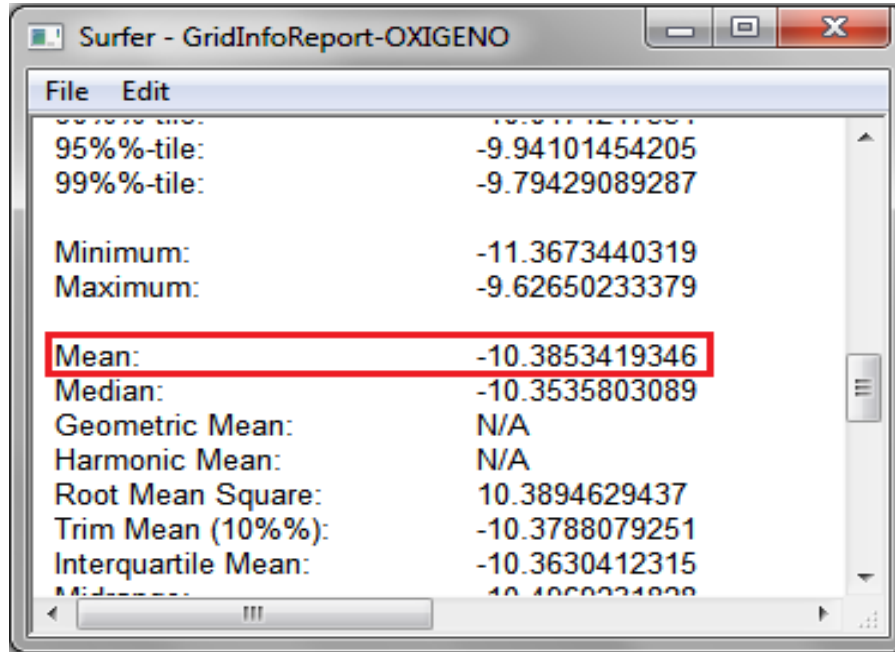 Surfer - GridInfoReport-OXIGENO
File Edit
95%%-tile: -9.94101454205
99%%-tile: -9.79429089287
Minimum: -11.3673440319
Maximum: -9.62650233379
Mean: -10.3853419346
Median: -10.3535803089
Geometric Mean: N/A
Harmonic Mean: N/A
Root Mean Square: 10.3894629437
Trim Mean (10%%): -10.3788079251
Interquartile Mean: -10.3630412315